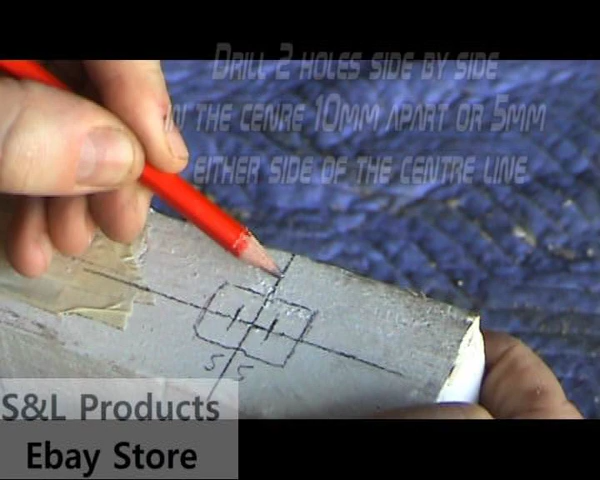 Drill 2 holes side by side
in the cenre 10mm apart or 5mm
either side of the centre line
5 5
S&L Products
Ebay Store